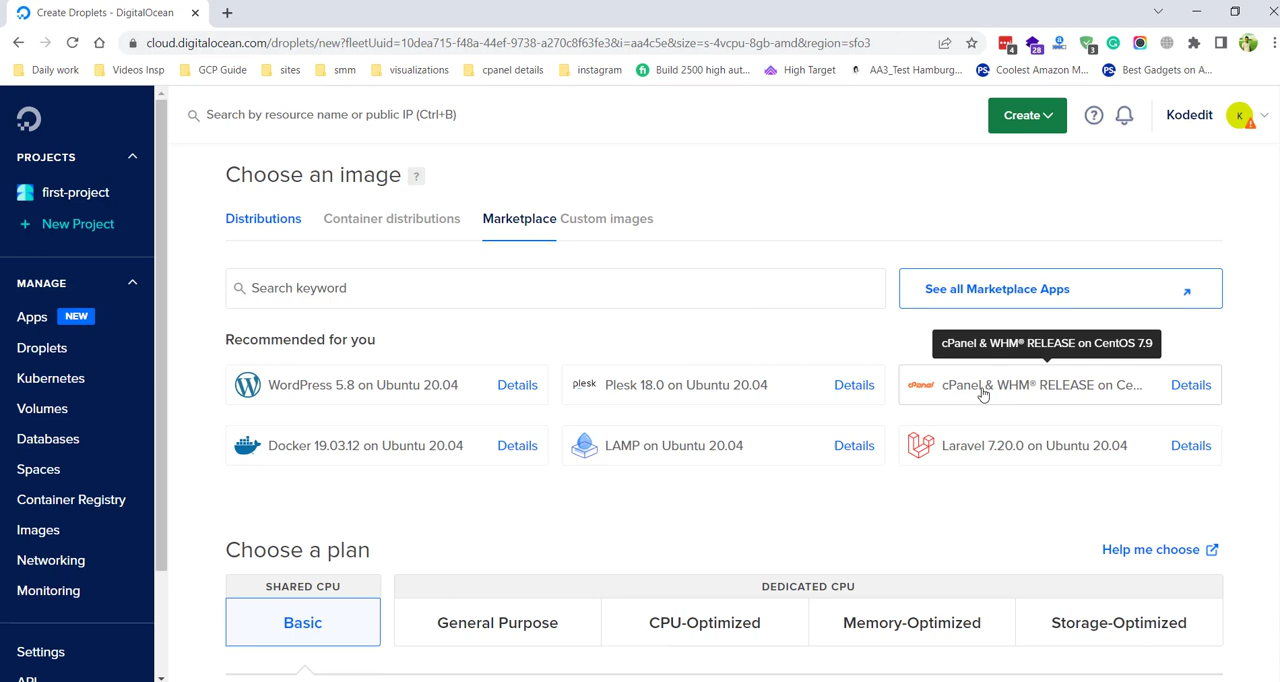 Create Droplets - DigitalOcean
cloud.digitalocean.com/droplets/new?fleetUuid=10dea715-f48a-44ef-9738-a270c8f63fe3&i=aa4c5e&size=s-4vcpu-8gb-amd&region=sfo3
4
28
3
Daily work
Videos Insp
GCP Guide
sites
smm
visualizations
cpanel details
instagram
Build 2500 high aut...
High Target
AA3_Test Hamburg...
Coolest Amazon M...
Best Gadgets on A...
Search by resource name or public IP (Ctrl+B)
Create
?
Kodedit
K
PROJECTS
first-project
+ New Project
MANAGE
Apps NEW
Droplets
Kubernetes
Volumes
Databases
Spaces
Container Registry
Images
Networking
Monitoring
Settings
API
Choose an image ?
Distributions
Container distributions
Marketplace
Custom images
Search keyword
See all Marketplace Apps
Recommended for you
cPanel & WHM® RELEASE on CentOS 7.9
WordPress 5.8 on Ubuntu 20.04 Details
plesk Plesk 18.0 on Ubuntu 20.04 Details
cPanel cPanel & WHM® RELEASE on Ce... Details
Docker 19.03.12 on Ubuntu 20.04 Details
LAMP on Ubuntu 20.04 Details
Laravel 7.20.0 on Ubuntu 20.04 Details
Choose a plan
Help me choose
SHARED CPU
DEDICATED CPU
Basic
General Purpose
CPU-Optimized
Memory-Optimized
Storage-Optimized